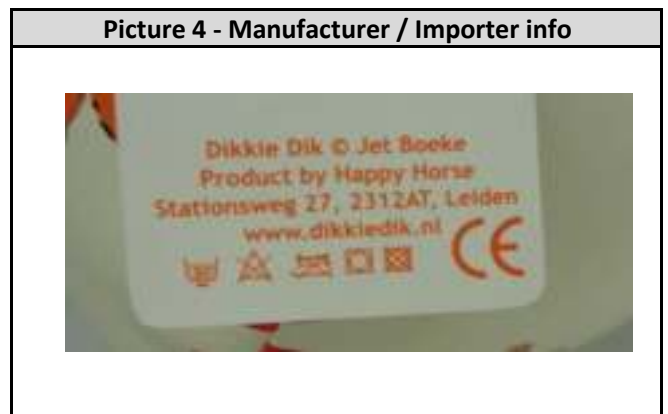 Picture 4 - Manufacturer / Importer info
Dikkie Dik © Jet Boeke
Product by Happy Horse
Stationsweg 27, 2312AT, Leiden
www.dikkiedik.nl
CE